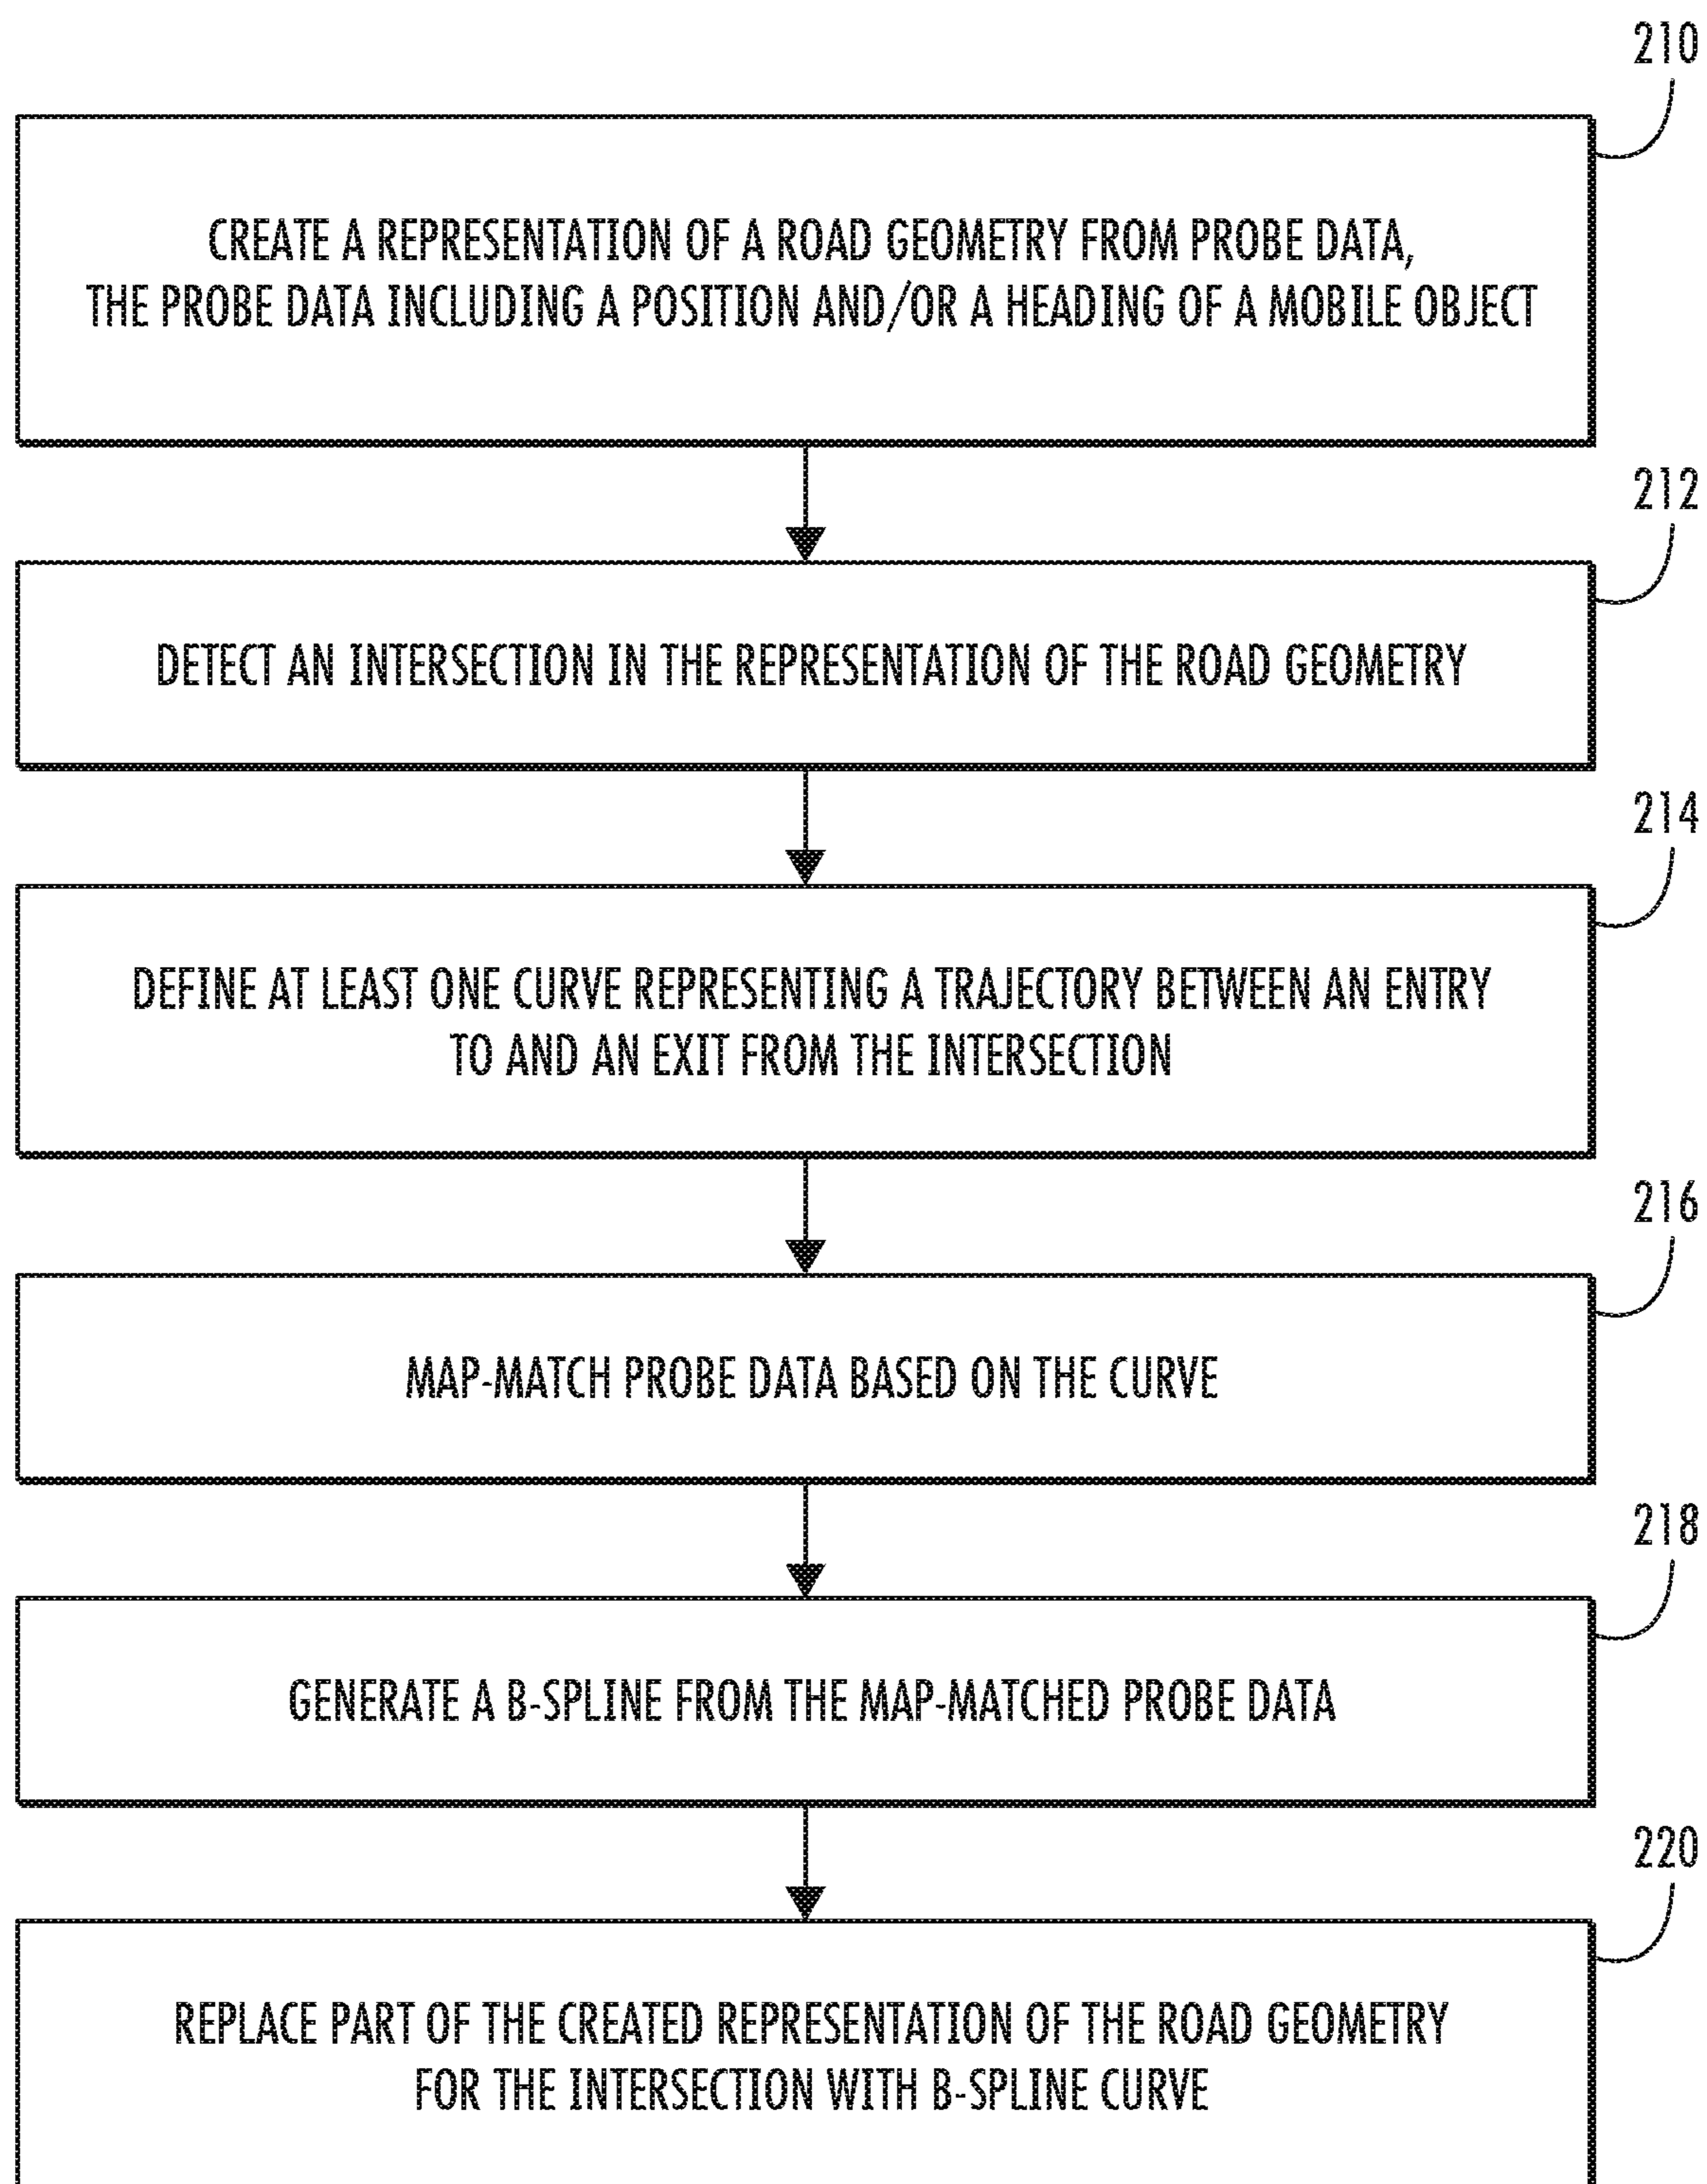 210
CREATE A REPRESENTATION OF A ROAD GEOMETRY FROM PROBE DATA,
THE PROBE DATA INCLUDING A POSITION AND/OR A HEADING OF A MOBILE OBJECT
212
DETECT AN INTERSECTION IN THE REPRESENTATION OF THE ROAD GEOMETRY
214
DEFINE AT LEAST ONE CURVE REPRESENTING A TRAJECTORY BETWEEN AN ENTRY
TO AND AN EXIT FROM THE INTERSECTION
216
MAP-MATCH PROBE DATA BASED ON THE CURVE
218
GENERATE A B-SPLINE FROM THE MAP-MATCHED PROBE DATA
220
REPLACE PART OF THE CREATED REPRESENTATION OF THE ROAD GEOMETRY
FOR THE INTERSECTION WITH B-SPLINE CURVE